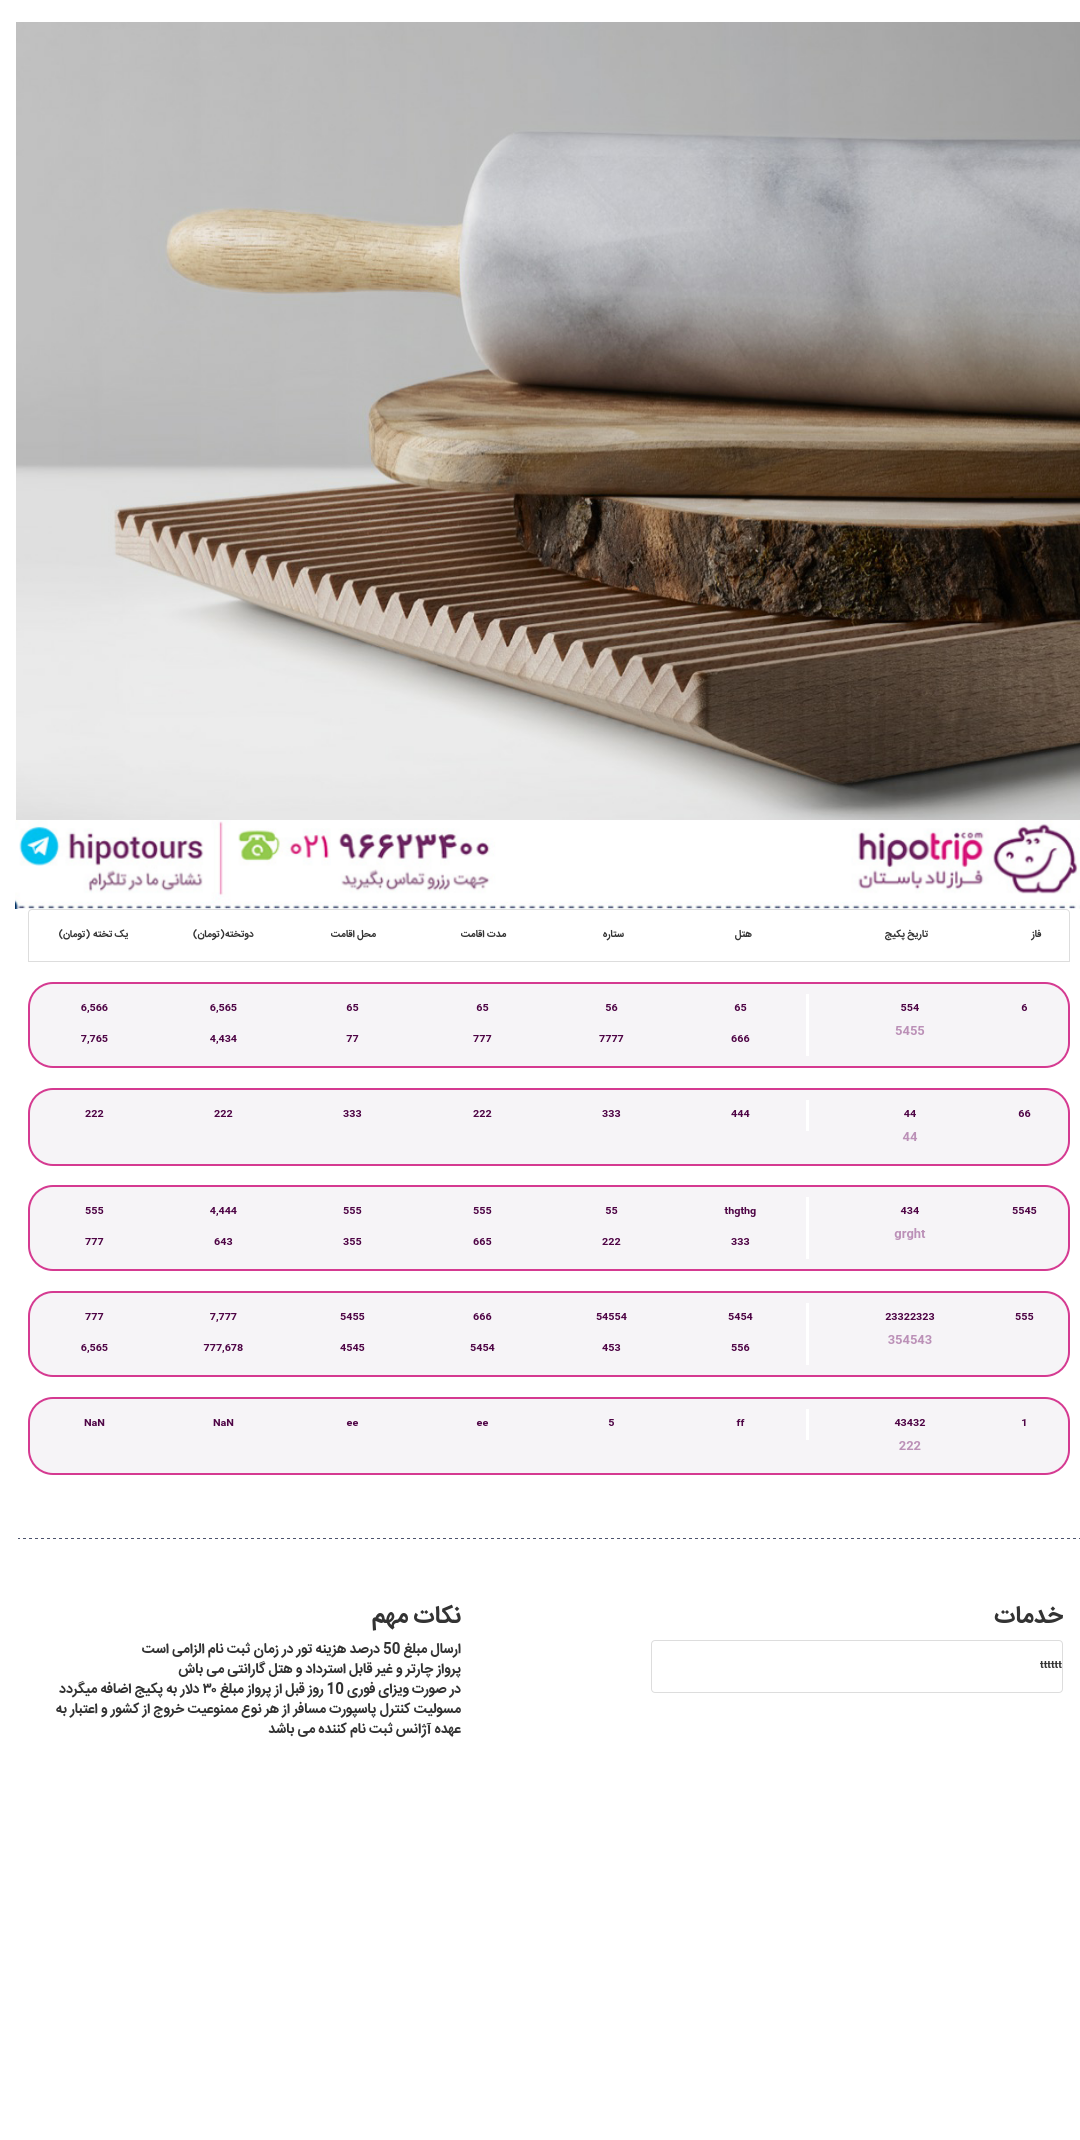 hipotrip.com
فــراز لاد باســتان
۰۲۱ ۹۶۶۲۳۴۰۰
جهت رزرو تماس بگیرید
hipotours
نشانی ما در تلگرام
فاز تاریخ پکیج هتل ستاره مدت اقامت محل اقامت دوتخته(تومان) یک تخته (تومان)
6 554 65 56 65 65 6,565 6,566
5455
666 7777 777 77 4,434 7,765
66 44 444 333 222 333 222 222
44
5545 434 thgthg 55 555 555 4,444 555
grght
333 222 665 355 643 777
555 23322323 5454 54554 666 5455 7,777 777
354543
556 453 5454 4545 777,678 6,565
1 43432 ff 5 ee ee NaN NaN
222
خدمات
tttttt
نکات مهم
ارسال مبلغ 50 درصد هزینه تور در زمان ثبت نام الزامی است
پرواز چارتر و غیر قابل استرداد و هتل گارانتی می باش
در صورت ویزای فوری 10 روز قبل از پرواز مبلغ ۳۰ دلار به پکیج اضافه میگردد
مسولیت کنترل پاسپورت مسافر از هر نوع ممنوعیت خروج از کشور و اعتبار به
عهده آژانس ثبت نام کننده می باشد